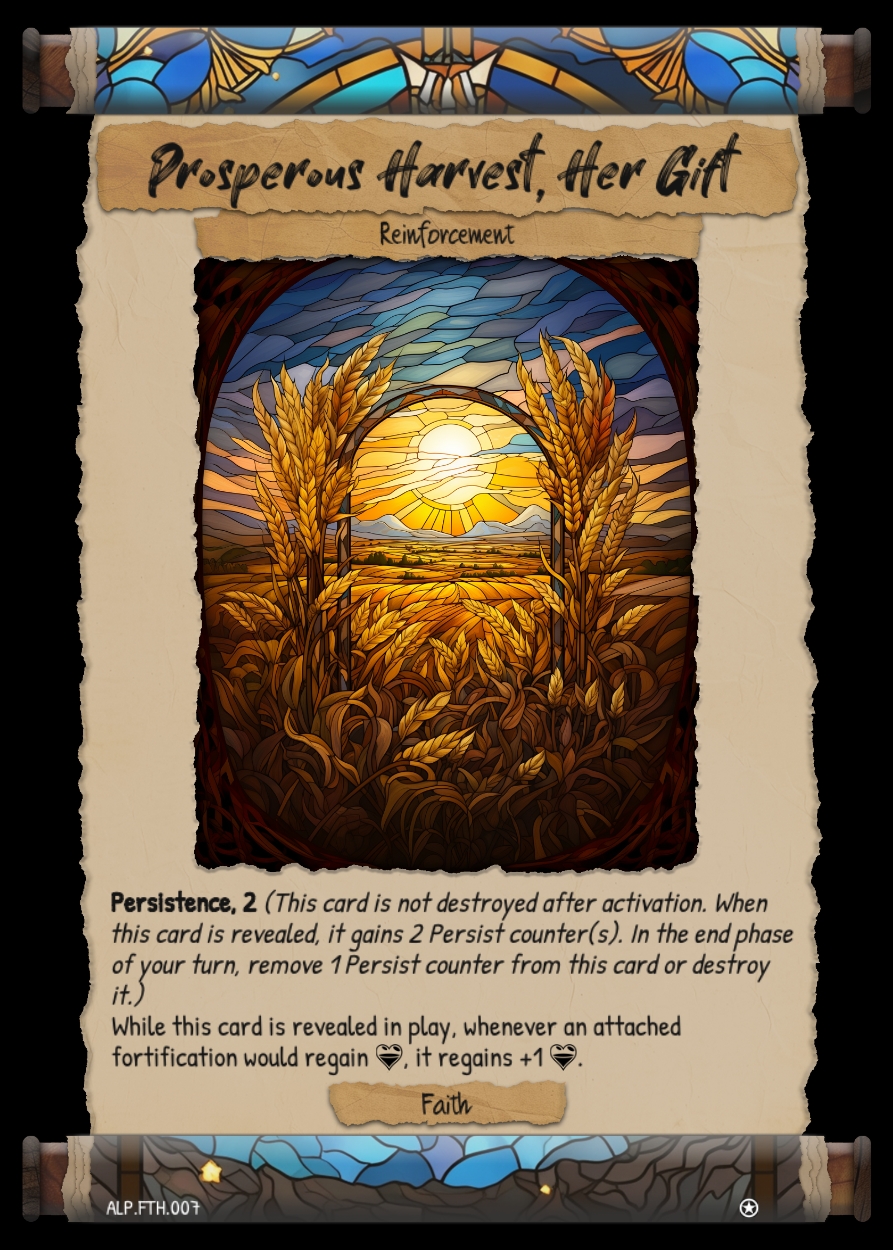 Prosperous Harvest, Her Gift
Reinforcement
Persistence, 2 (This card is not destroyed after activation. When
this card is revealed, it gains 2 Persist counter(s). In the end phase
of your turn, remove 1 Persist counter from this card or destroy
it.)
While this card is revealed in play, whenever an attached
fortification would regain , it regains +1 .
Faith
ALP.FTH.007